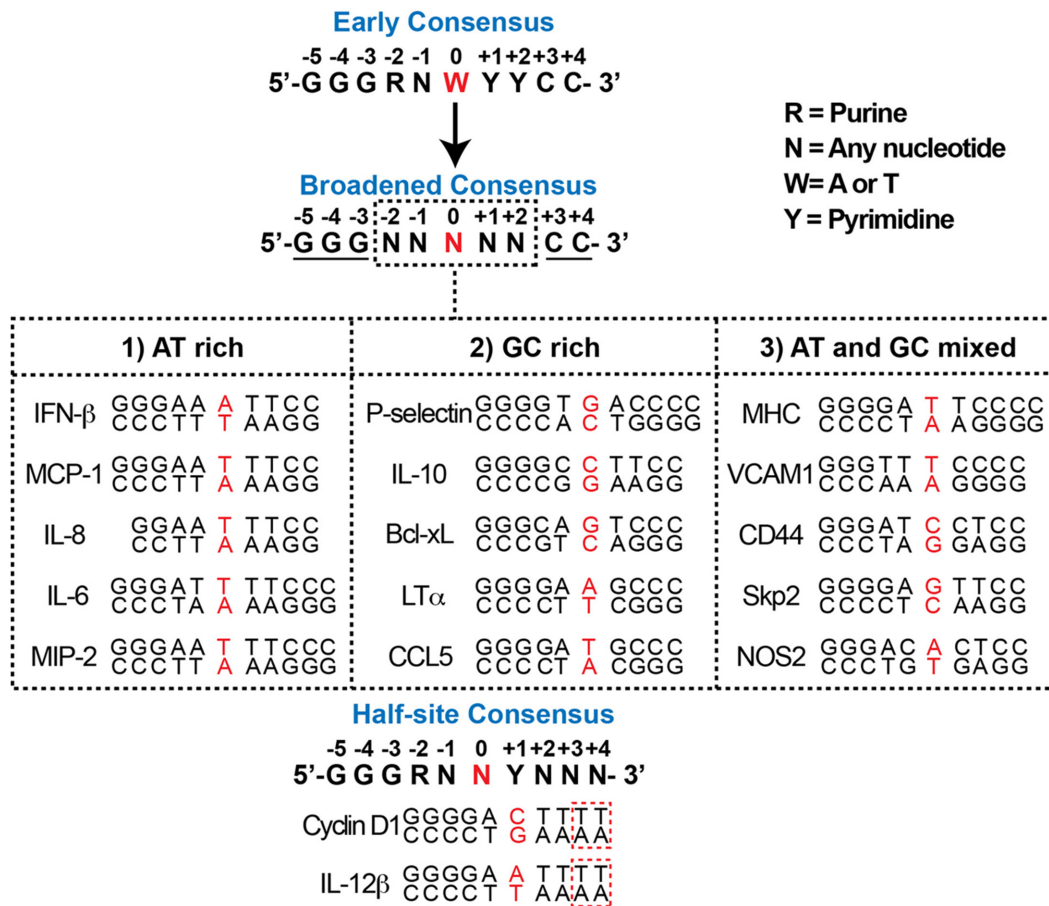 Early Consensus
-5 -4 -3 -2 -1 0 +1 +2 +3 +4
5’-G G G R N W Y Y C C- 3’
R = Purine
N = Any nucleotide
W= A or T
Y = Pyrimidine
Broadened Consensus
-5 -4 -3 -2 -1 0 +1 +2 +3 +4
5’-G G G N N N N N C C- 3’
1) AT rich
IFN-β GGGAA A TTCC
CCCTT T AAGG
MCP-1 GGGAA T TTCC
CCCTT A AAGG
IL-8 GGAA T TTCC
CCTT A AAGG
IL-6 GGGAT T TTCCC
CCCTA A AAGGG
MIP-2 GGGAA T TTCCC
CCCTT A AAGGG
2) GC rich
P-selectin GGGGT G ACCCC
CCCCA C TGGGG
IL-10 GGGGC C TTCC
CCCCG G AAGG
Bcl-xL GGGCA G TCCC
CCCGT C AGGG
LTα GGGGA A GCCC
CCCCT T CGGG
CCL5 GGGGA T GCCC
CCCCT A CGGG
3) AT and GC mixed
MHC GGGGA T TCCCC
CCCCT A AGGGG
VCAM1 GGGTT T CCCC
CCCAA A GGGG
CD44 GGGAT C CTCC
CCCTA G GAGG
Skp2 GGGGA G TTCC
CCCCT C AAGG
NOS2 GGGAC A CTCC
CCCTG T GAGG
Half-site Consensus
-5 -4 -3 -2 -1 0 +1 +2 +3 +4
5’-G G G R N N Y N N N- 3’
Cyclin D1 GGGGA C TTTT
CCCCT G AAAA
IL-12β GGGGA A TTTT
CCCCT T AAAA